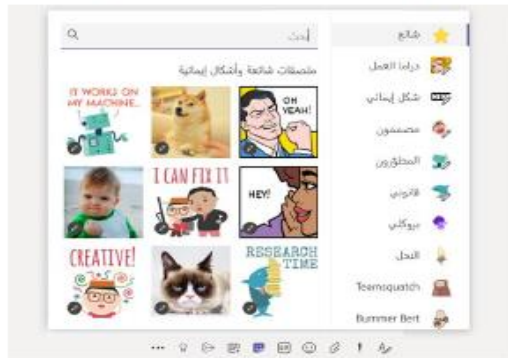 شائع
دراما العمل
شكل إيمائي
مصممون
المطورون
قانوني
بروكلي
النحل
Teamsquatch
Bummer Bert
ابحث
ملصقات شائعة وأشكال إيمائية
IT WORKS ON
MY MACHINE...
OH
YEAH!
I CAN FIX IT
HEY!
CREATIVE!
RESEARCH
TIME